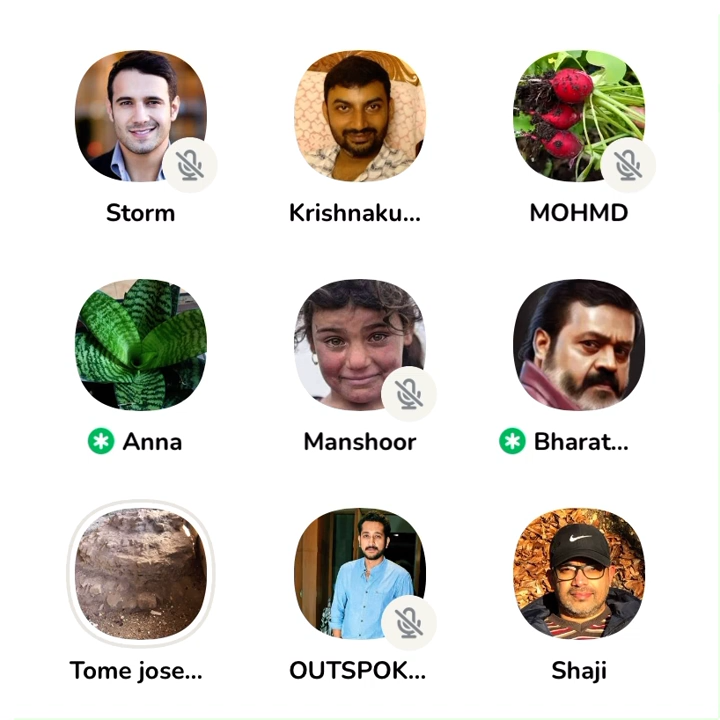 Storm
Krishnaku...
MOHMD
Anna
Manshoor
Bharat...
Tome jose...
OUTSPOK...
Shaji